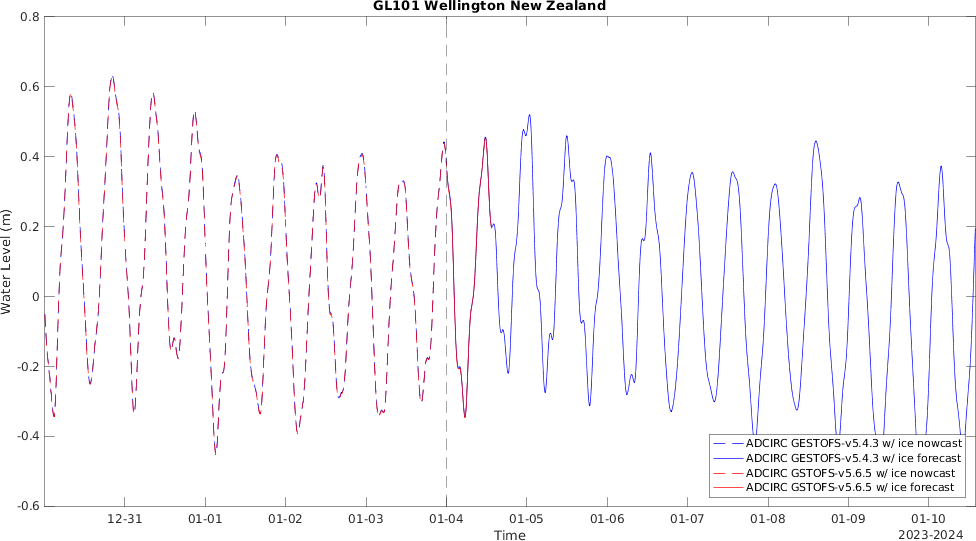 GL101 Wellington New Zealand
0.8
0.6
0.4
0.2
0
-0.2
-0.4
-0.6
Water Level (m)
12-31 01-01 01-02 01-03 01-04 01-05 01-06 01-07 01-08 01-09 01-10
Time
2023-2024
ADCIRC GESTOFS-v5.4.3 w/ ice nowcast
ADCIRC GESTOFS-v5.4.3 w/ ice forecast
ADCIRC GSTOFS-v5.6.5 w/ ice nowcast
ADCIRC GSTOFS-v5.6.5 w/ ice forecast